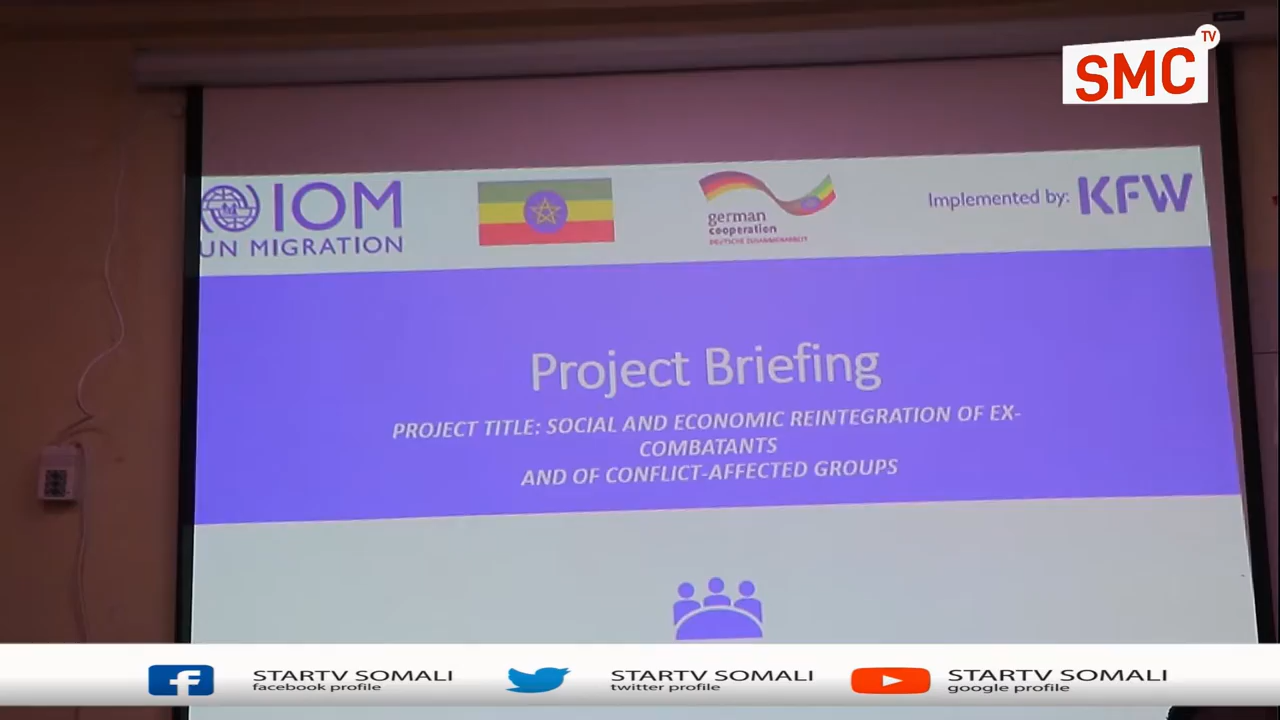 SMC TV
IOM
UN MIGRATION
german
cooperation
DEUTSCHE ZUSAMMENARBEIT
Implemented by: KFW
Project Briefing
PROJECT TITLE: SOCIAL AND ECONOMIC REINTEGRATION OF EX-
COMBATANTS
AND OF CONFLICT-AFFECTED GROUPS
STARTV SOMALI
facebook profile
STARTV SOMALI
twitter profile
STARTV SOMALI
google profile